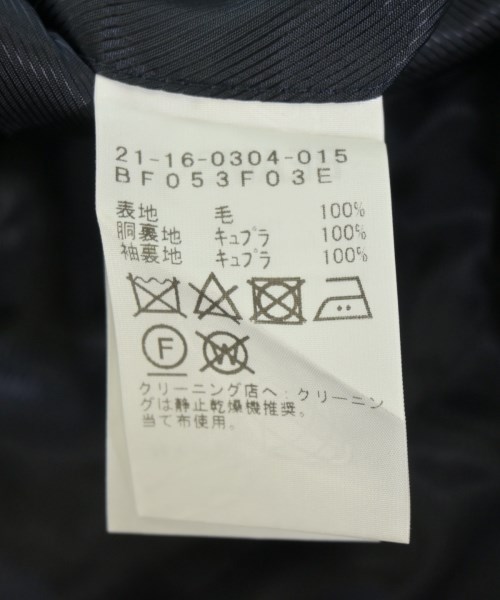 21-16-0304-015
BF053F03E
表地 毛 100%
胴裏地 キュプラ 100%
袖裏地 キュプラ 100%
F W
クリーニング店へ クリーニン
グは静止乾燥機推奨。
当て布使用。